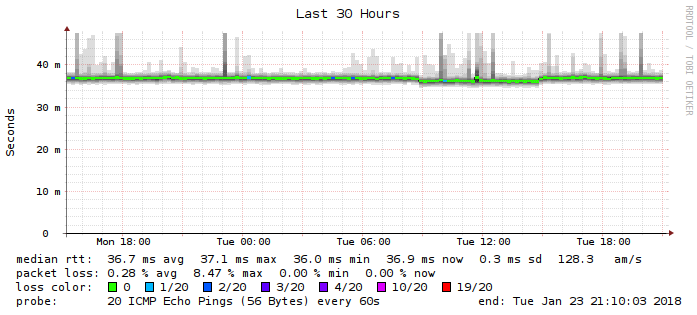 Last 30 Hours
RRDTOOL / TOBI OETIKER
Seconds
40 m
30 m
20 m
10 m
0
Mon 18:00 Tue 00:00 Tue 06:00 Tue 12:00 Tue 18:00
median rtt: 36.7 ms avg 37.1 ms max 36.0 ms min 36.9 ms now 0.3 ms sd 128.3 am/s
packet loss: 0.28 % avg 8.47 % max 0.00 % min 0.00 % now
loss color: 0 1/20 2/20 3/20 4/20 10/20 19/20
probe: 20 ICMP Echo Pings (56 Bytes) every 60s end: Tue Jan 23 21:10:03 2018